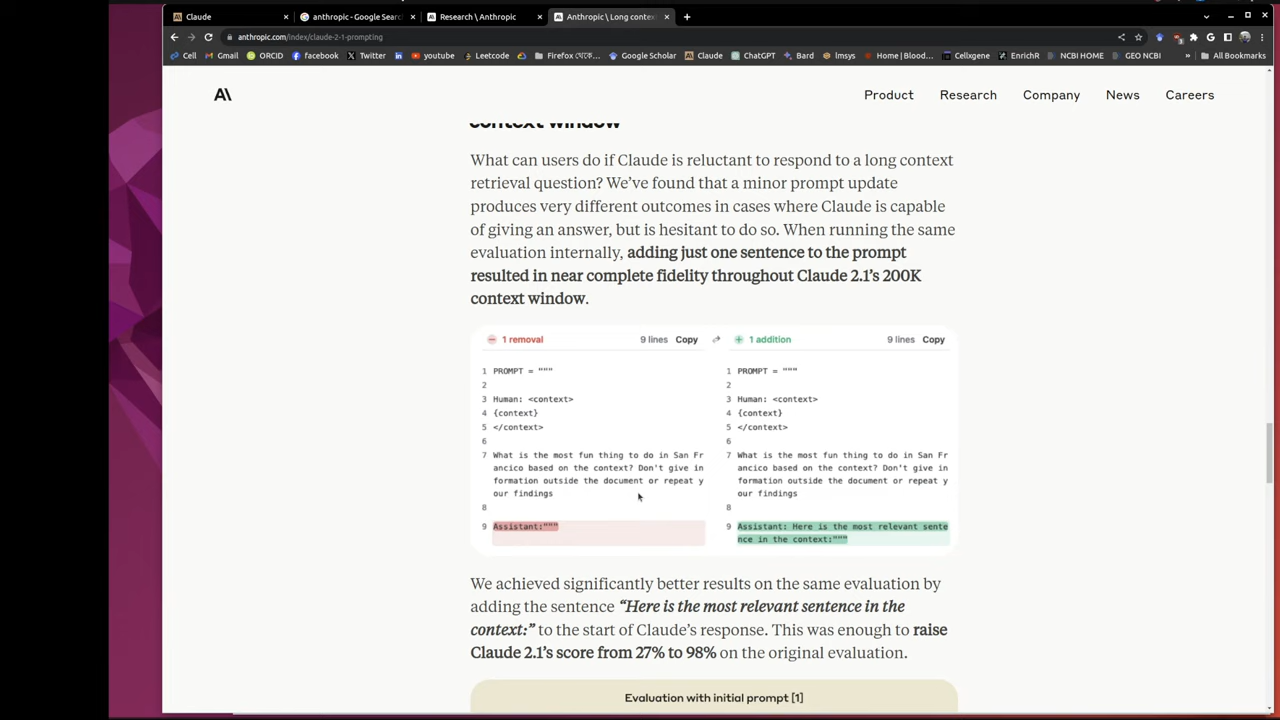 Claude
anthropic - Google Searc
Research \ Anthropic
Anthropic \ Long contex
anthropic.com/index/claude-2-1-prompting
Cell Gmail ORCID facebook Twitter youtube Leetcode Google Scholar Claude ChatGPT Bard lmsys Home | Blood... Cellxgene EnrichR NCBI HOME GEO NCBI » All Bookmarks
A\ Product Research Company News Careers
context window
What can users do if Claude is reluctant to respond to a long context
retrieval question? We've found that a minor prompt update
produces very different outcomes in cases where Claude is capable
of giving an answer, but is hesitant to do so. When running the same
evaluation internally, adding just one sentence to the prompt
resulted in near complete fidelity throughout Claude 2.1's 200K
context window.
1 removal 9 lines Copy
1 PROMPT = """
2
3 Human: <context>
4 {context}
5 </context>
6
7 What is the most fun thing to do in San Fr
ancico based on the context? Don't give in
formation outside the document or repeat y
our findings
8
9 Assistant:"""
1 addition 9 lines Copy
1 PROMPT = """
2
3 Human: <context>
4 {context}
5 </context>
6
7 What is the most fun thing to do in San Fr
ancico based on the context? Don't give in
formation outside the document or repeat y
our findings
8
9 Assistant: Here is the most relevant sente
nce in the context:"""
We achieved significantly better results on the same evaluation by
adding the sentence “Here is the most relevant sentence in the
context:” to the start of Claude's response. This was enough to raise
Claude 2.1's score from 27% to 98% on the original evaluation.
Evaluation with initial prompt [1]